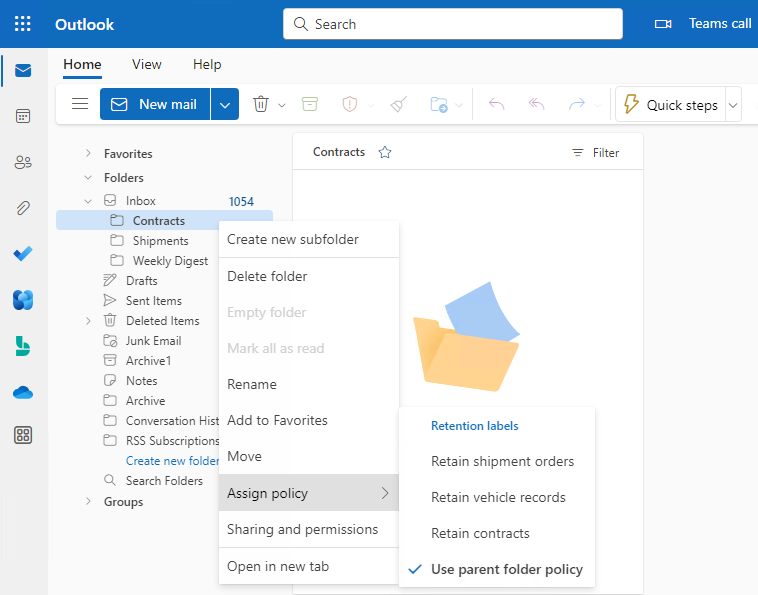 Outlook
Search
Teams call
Home View Help
New mail
Quick steps
Favorites
Folders
Inbox 1054
Contracts
Shipments
Weekly Digest
Drafts
Sent Items
Deleted Items
Junk Email
Archive1
Notes
Archive
Conversation Hist
RSS Subscriptions
Create new folder
Search Folders
Groups
Contracts
Filter
Create new subfolder
Delete folder
Empty folder
Mark all as read
Rename
Add to Favorites
Move
Assign policy
Sharing and permissions
Open in new tab
Retention labels
Retain shipment orders
Retain vehicle records
Retain contracts
Use parent folder policy